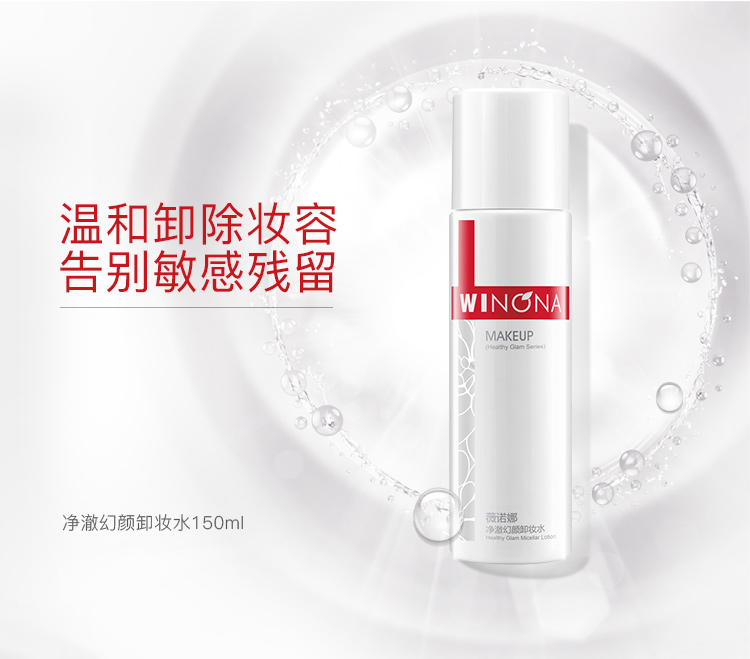 温和卸除妆容
告别敏感残留
净澈幻颜卸妆水150ml
WINONA
MAKEUP
(Healthy Glam Series)
薇诺娜
净澈幻颜卸妆水
Healthy Glam Micellar Lotion